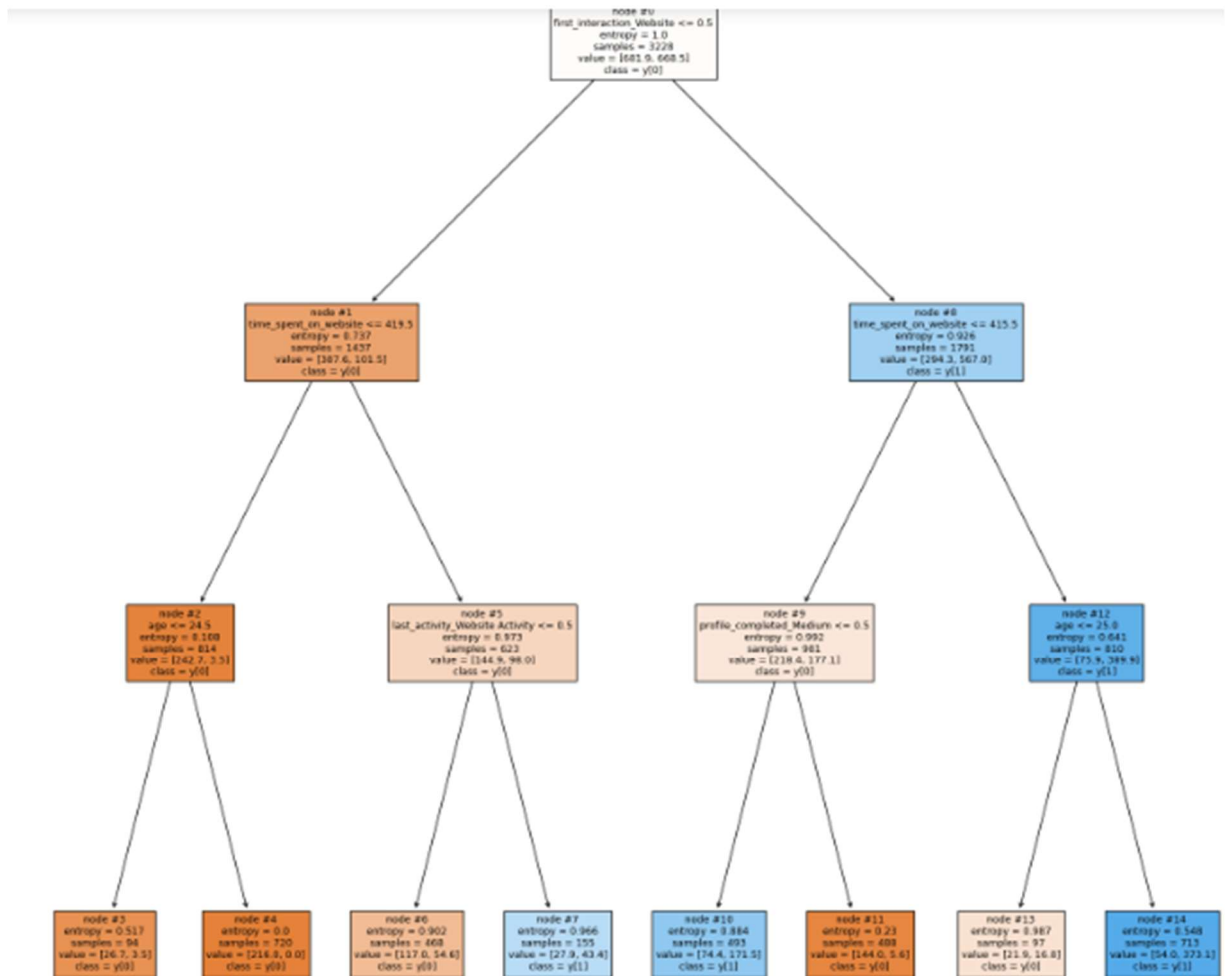 node #0
first_interaction_Website <= 0.5
entropy = 1.0
samples = 3228
value = [681.9, 668.5]
class = y[0]
node #1
time_spent_on_website <= 419.5
entropy = 0.737
samples = 1437
value = [387.6, 101.5]
class = y[0]
node #8
time_spent_on_website <= 415.5
entropy = 0.926
samples = 1791
value = [294.3, 567.0]
class = y[1]
node #2
age <= 24.5
entropy = 0.108
samples = 814
value = [242.7, 3.5]
class = y[0]
node #5
last_activity_Website Activity <= 0.5
entropy = 0.973
samples = 623
value = [144.9, 98.0]
class = y[0]
node #9
profile_completed_Medium <= 0.5
entropy = 0.992
samples = 981
value = [218.4, 177.1]
class = y[0]
node #12
age <= 25.0
entropy = 0.641
samples = 810
value = [75.9, 389.9]
class = y[1]
node #3
entropy = 0.517
samples = 94
value = [26.7, 3.5]
class = y[0]
node #4
entropy = 0.0
samples = 720
value = [216.0, 0.0]
class = y[0]
node #6
entropy = 0.902
samples = 468
value = [117.0, 54.6]
class = y[0]
node #7
entropy = 0.966
samples = 155
value = [27.9, 43.4]
class = y[1]
node #10
entropy = 0.884
samples = 493
value = [74.4, 171.5]
class = y[1]
node #11
entropy = 0.23
samples = 488
value = [144.0, 5.6]
class = y[0]
node #13
entropy = 0.987
samples = 97
value = [21.9, 16.8]
class = y[0]
node #14
entropy = 0.548
samples = 713
value = [54.0, 373.1]
class = y[1]